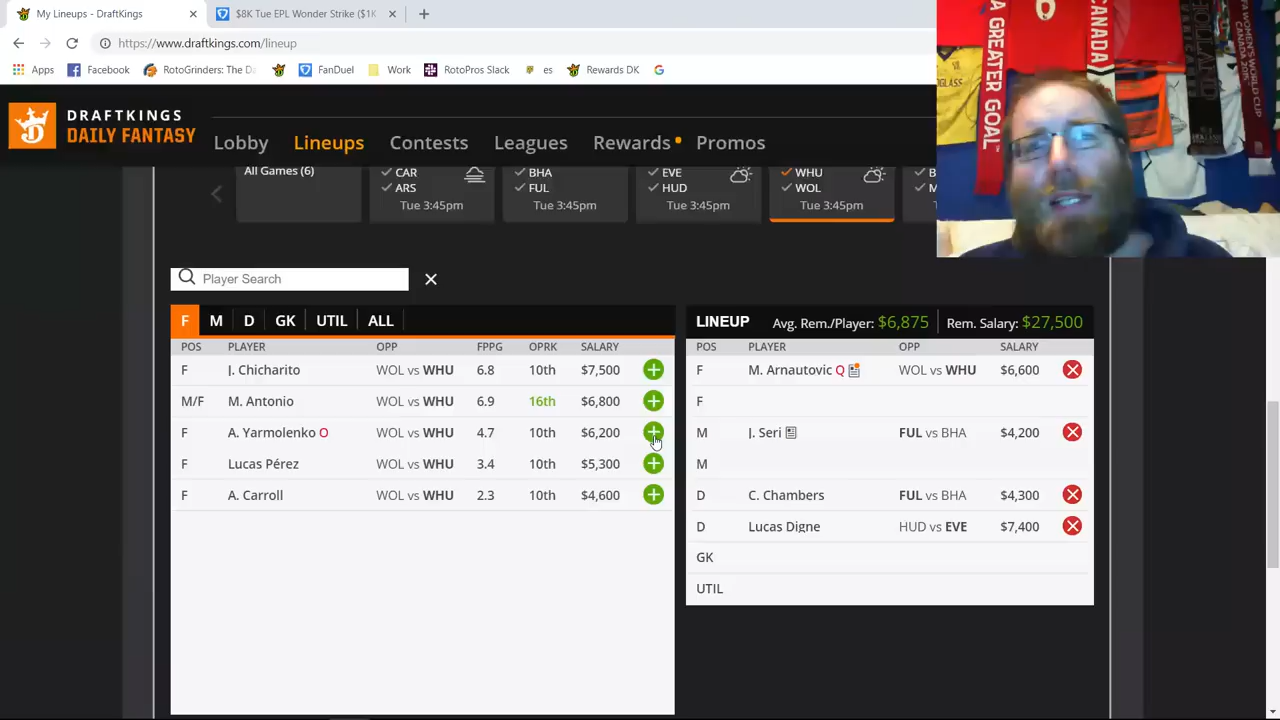 My Lineups - DraftKings
$8K Tue EPL Wonder Strike ($1K
https://www.draftkings.com/lineup
Apps Facebook RotoGrinders: The Da FanDuel RotoPros Slack Rewards DK
DRAFTKINGS
DAILY FANTASY
Lobby Lineups Contests eagues Rewards Promos
All Games (6)
CAR
ARS
Tue 3:45pm
BHA
FUL
Tue 3:45pm
EVE
HUD
Tue 3:45pm
WHU
WOL
Tue 3:45pm
Player Search
F M D GK UTIL ALL
POS PLAYER OPP FPPG OPRK SALARY
F J. Chicharito WOL vs WHU 6.8 10th $7,500
M/F M. Antonio WOL vs WHU 6.9 16th $6,800
F A. Yarmolenko O WOL vs WHU 4.7 10th $6,200
F Lucas Pérez WOL vs WHU 3.4 10th $5,300
F A. Carroll WOL vs WHU 2.3 10th $4,600
LINEUP Avg. Rem./Player: $6,875 Rem. Salary: $27,500
POS PLAYER OPP SALARY
F M. Arnautovic Q WOL vs WHU $6,600
F
M J. Seri FUL vs BHA $4,200
M
D C. Chambers FUL vs BHA $4,300
D Lucas Digne HUD vs EVE $7,400
GK
UTIL
A GREATER GOAL
CANADA